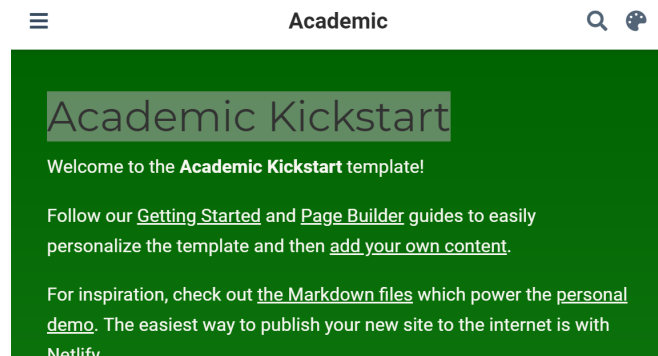 Academic
Academic Kickstart
Welcome to the Academic Kickstart template!
Follow our Getting Started and Page Builder guides to easily
personalize the template and then add your own content.
For inspiration, check out the Markdown files which power the personal
demo. The easiest way to publish your new site to the internet is with
Netlify